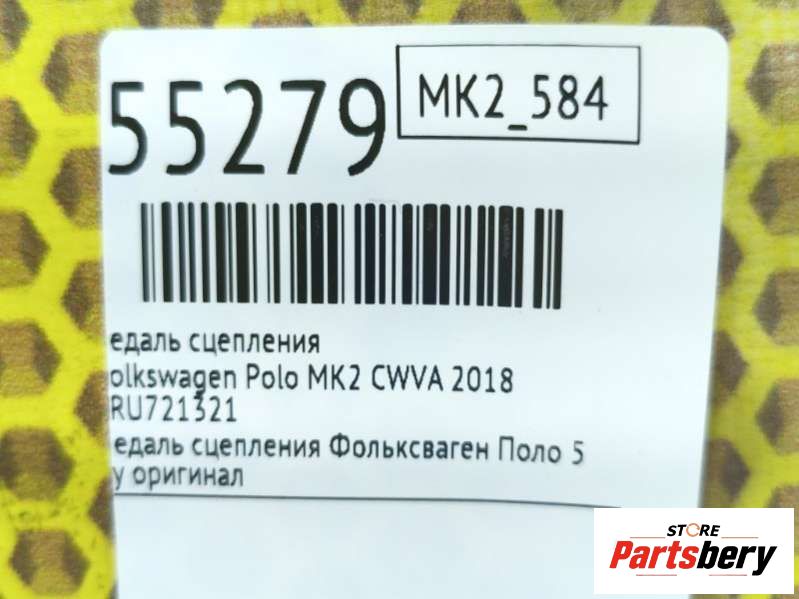 55279
MK2_584
едаль сцепления
olkswagen Polo MK2 CWVA 2018
RU721321
едаль сцепления Фольксваген Поло 5
у оригинал
STORE
Partsbery